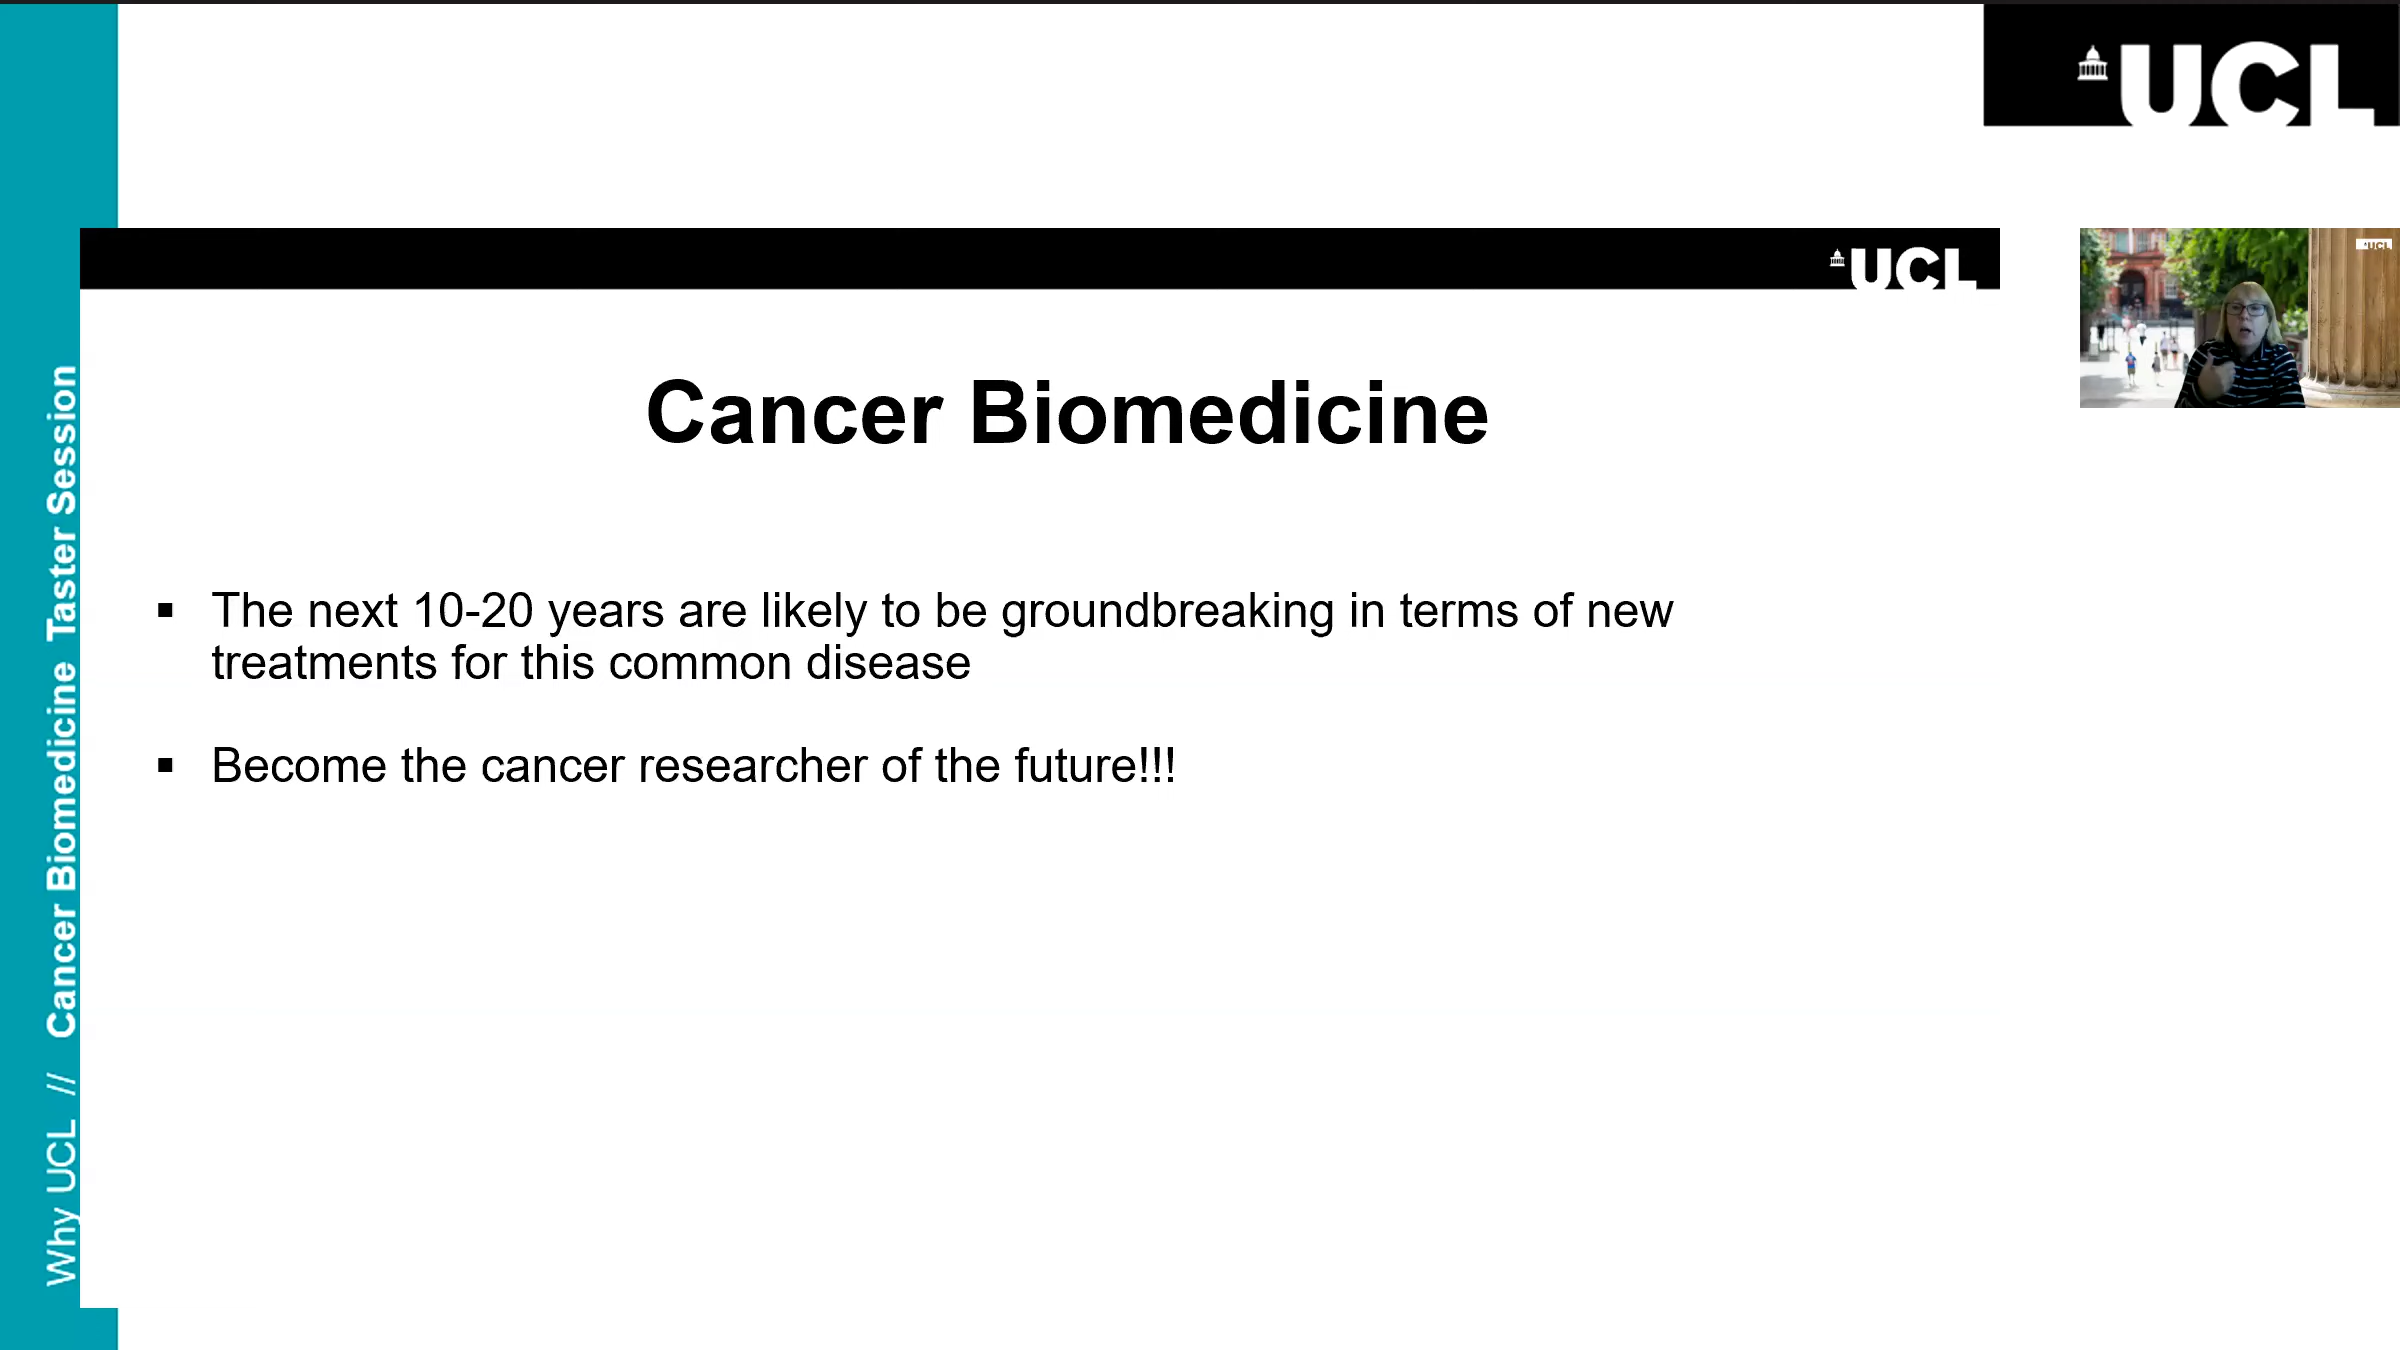 UCL
UCL
UCL
Cancer Biomedicine
▪ The next 10-20 years are likely to be groundbreaking in terms of new
treatments for this common disease
▪ Become the cancer researcher of the future!!!
Why UCL // Cancer Biomedicine Taster Session